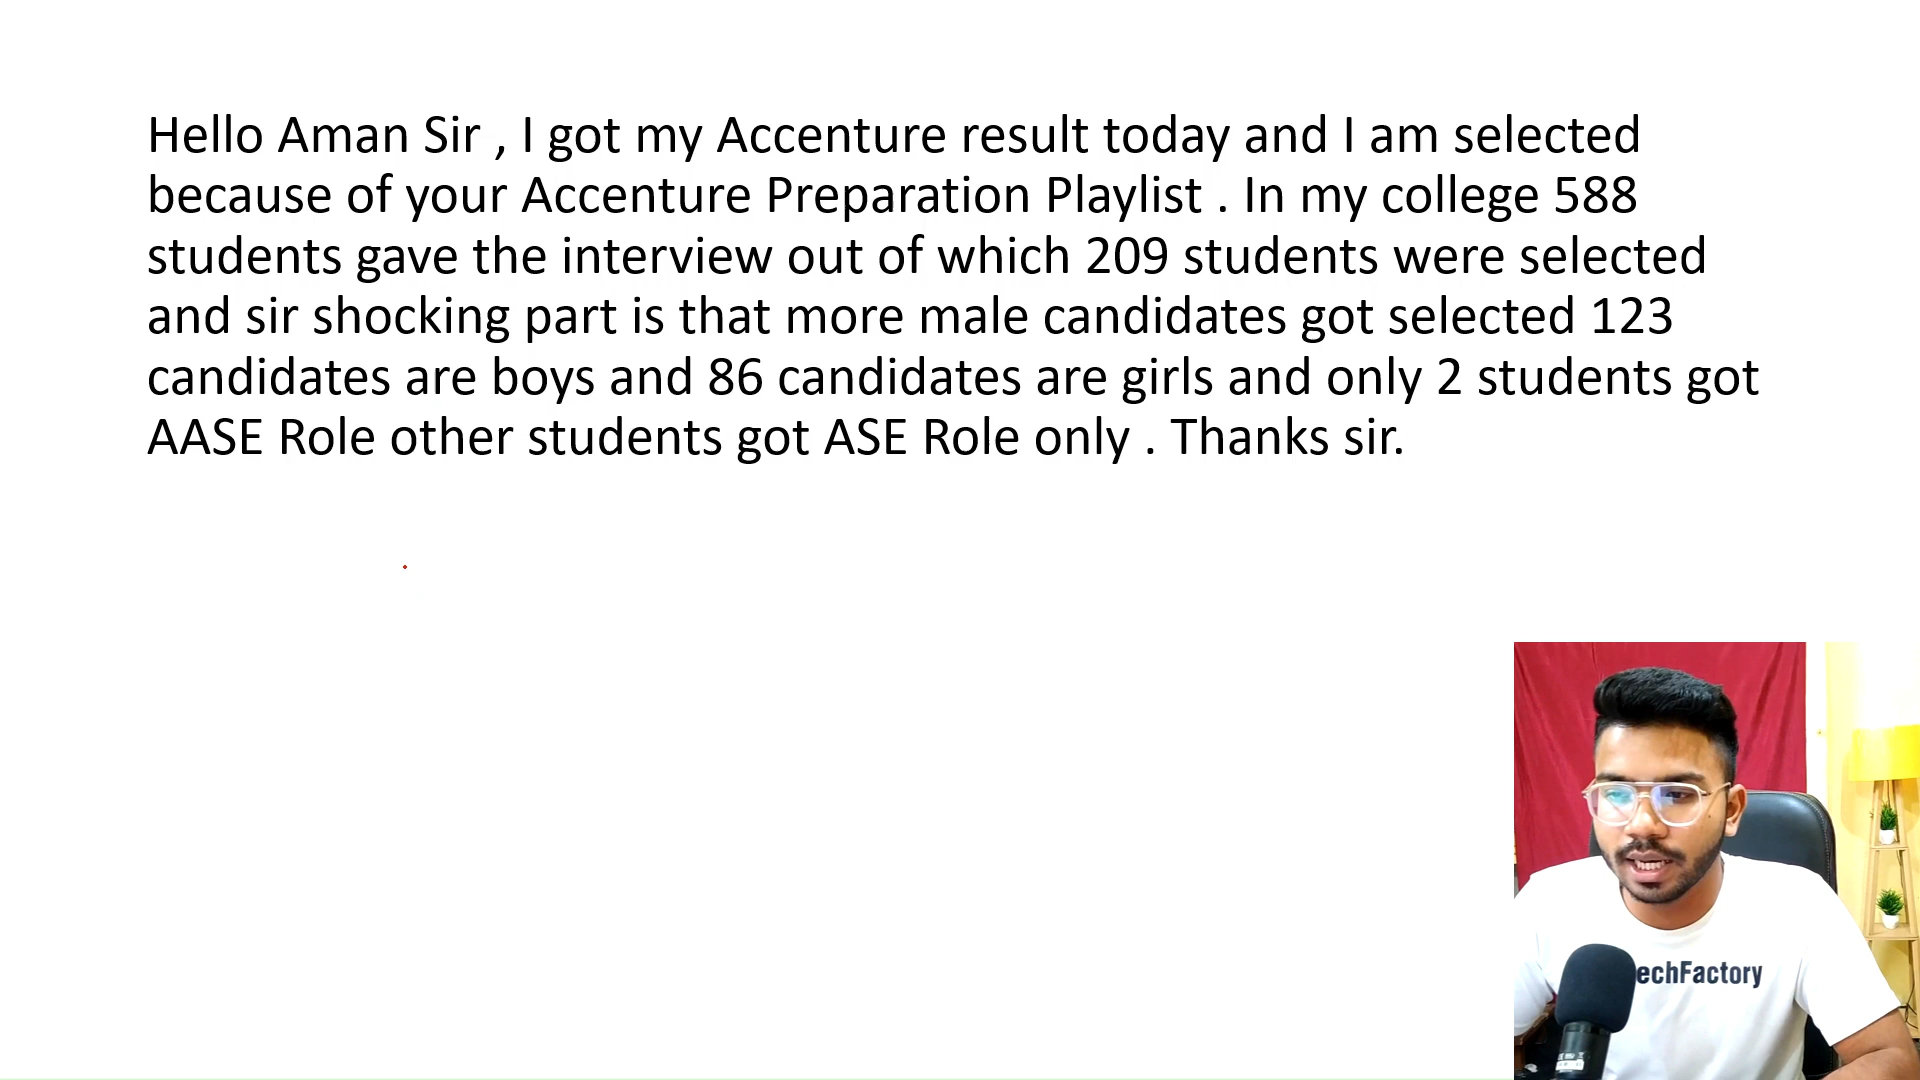 Hello Aman Sir , I got my Accenture result today and I am selected
because of your Accenture Preparation Playlist . In my college 588
students gave the interview out of which 209 students were selected
and sir shocking part is that more male candidates got selected 123
candidates are boys and 86 candidates are girls and only 2 students got
AASE Role other students got ASE Role only . Thanks sir.
echFactory